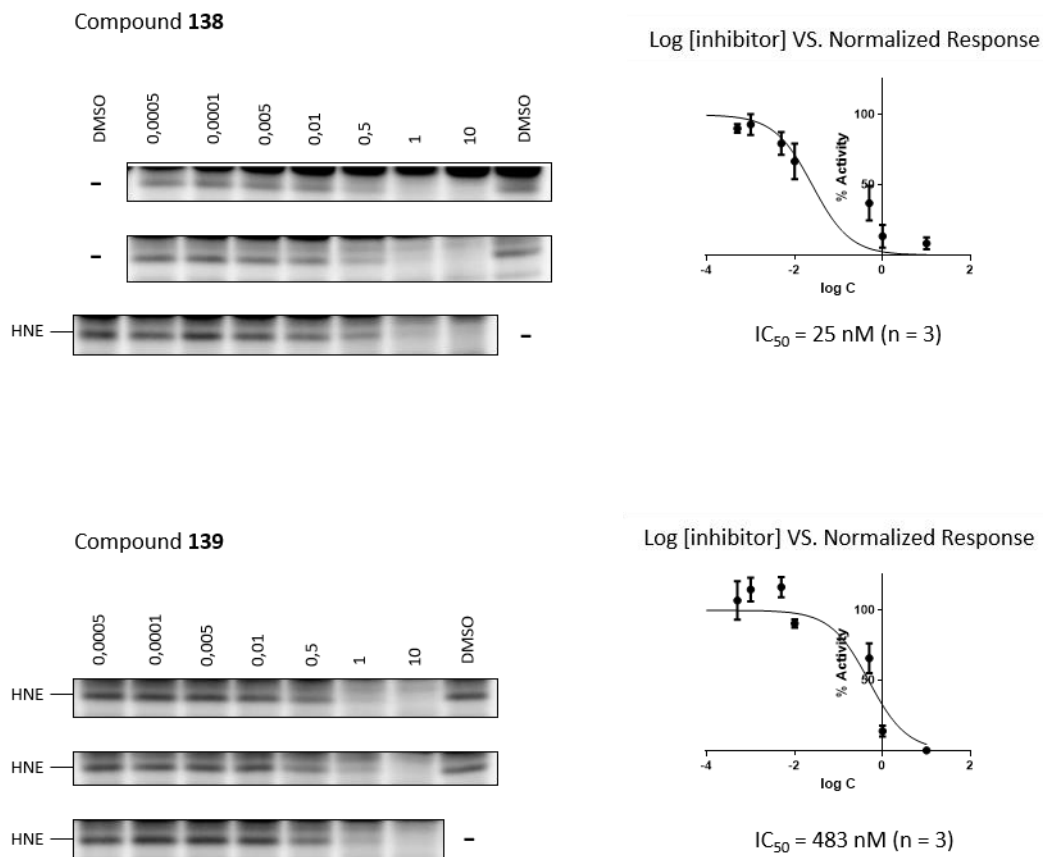 Compound 138
Log [inhibitor] VS. Normalized Response
DMSO
0,0005
0,0001
0,005
0,01
0,5
1
10
DMSO
–
–
HNE
–
100
50
% Activity
-4
-2
0
2
log C
IC50 = 25 nM (n = 3)
Compound 139
Log [inhibitor] VS. Normalized Response
0,0005
0,0001
0,005
0,01
0,5
1
10
DMSO
HNE
HNE
HNE
–
100
50
% Activity
-4
-2
0
2
log C
IC50 = 483 nM (n = 3)